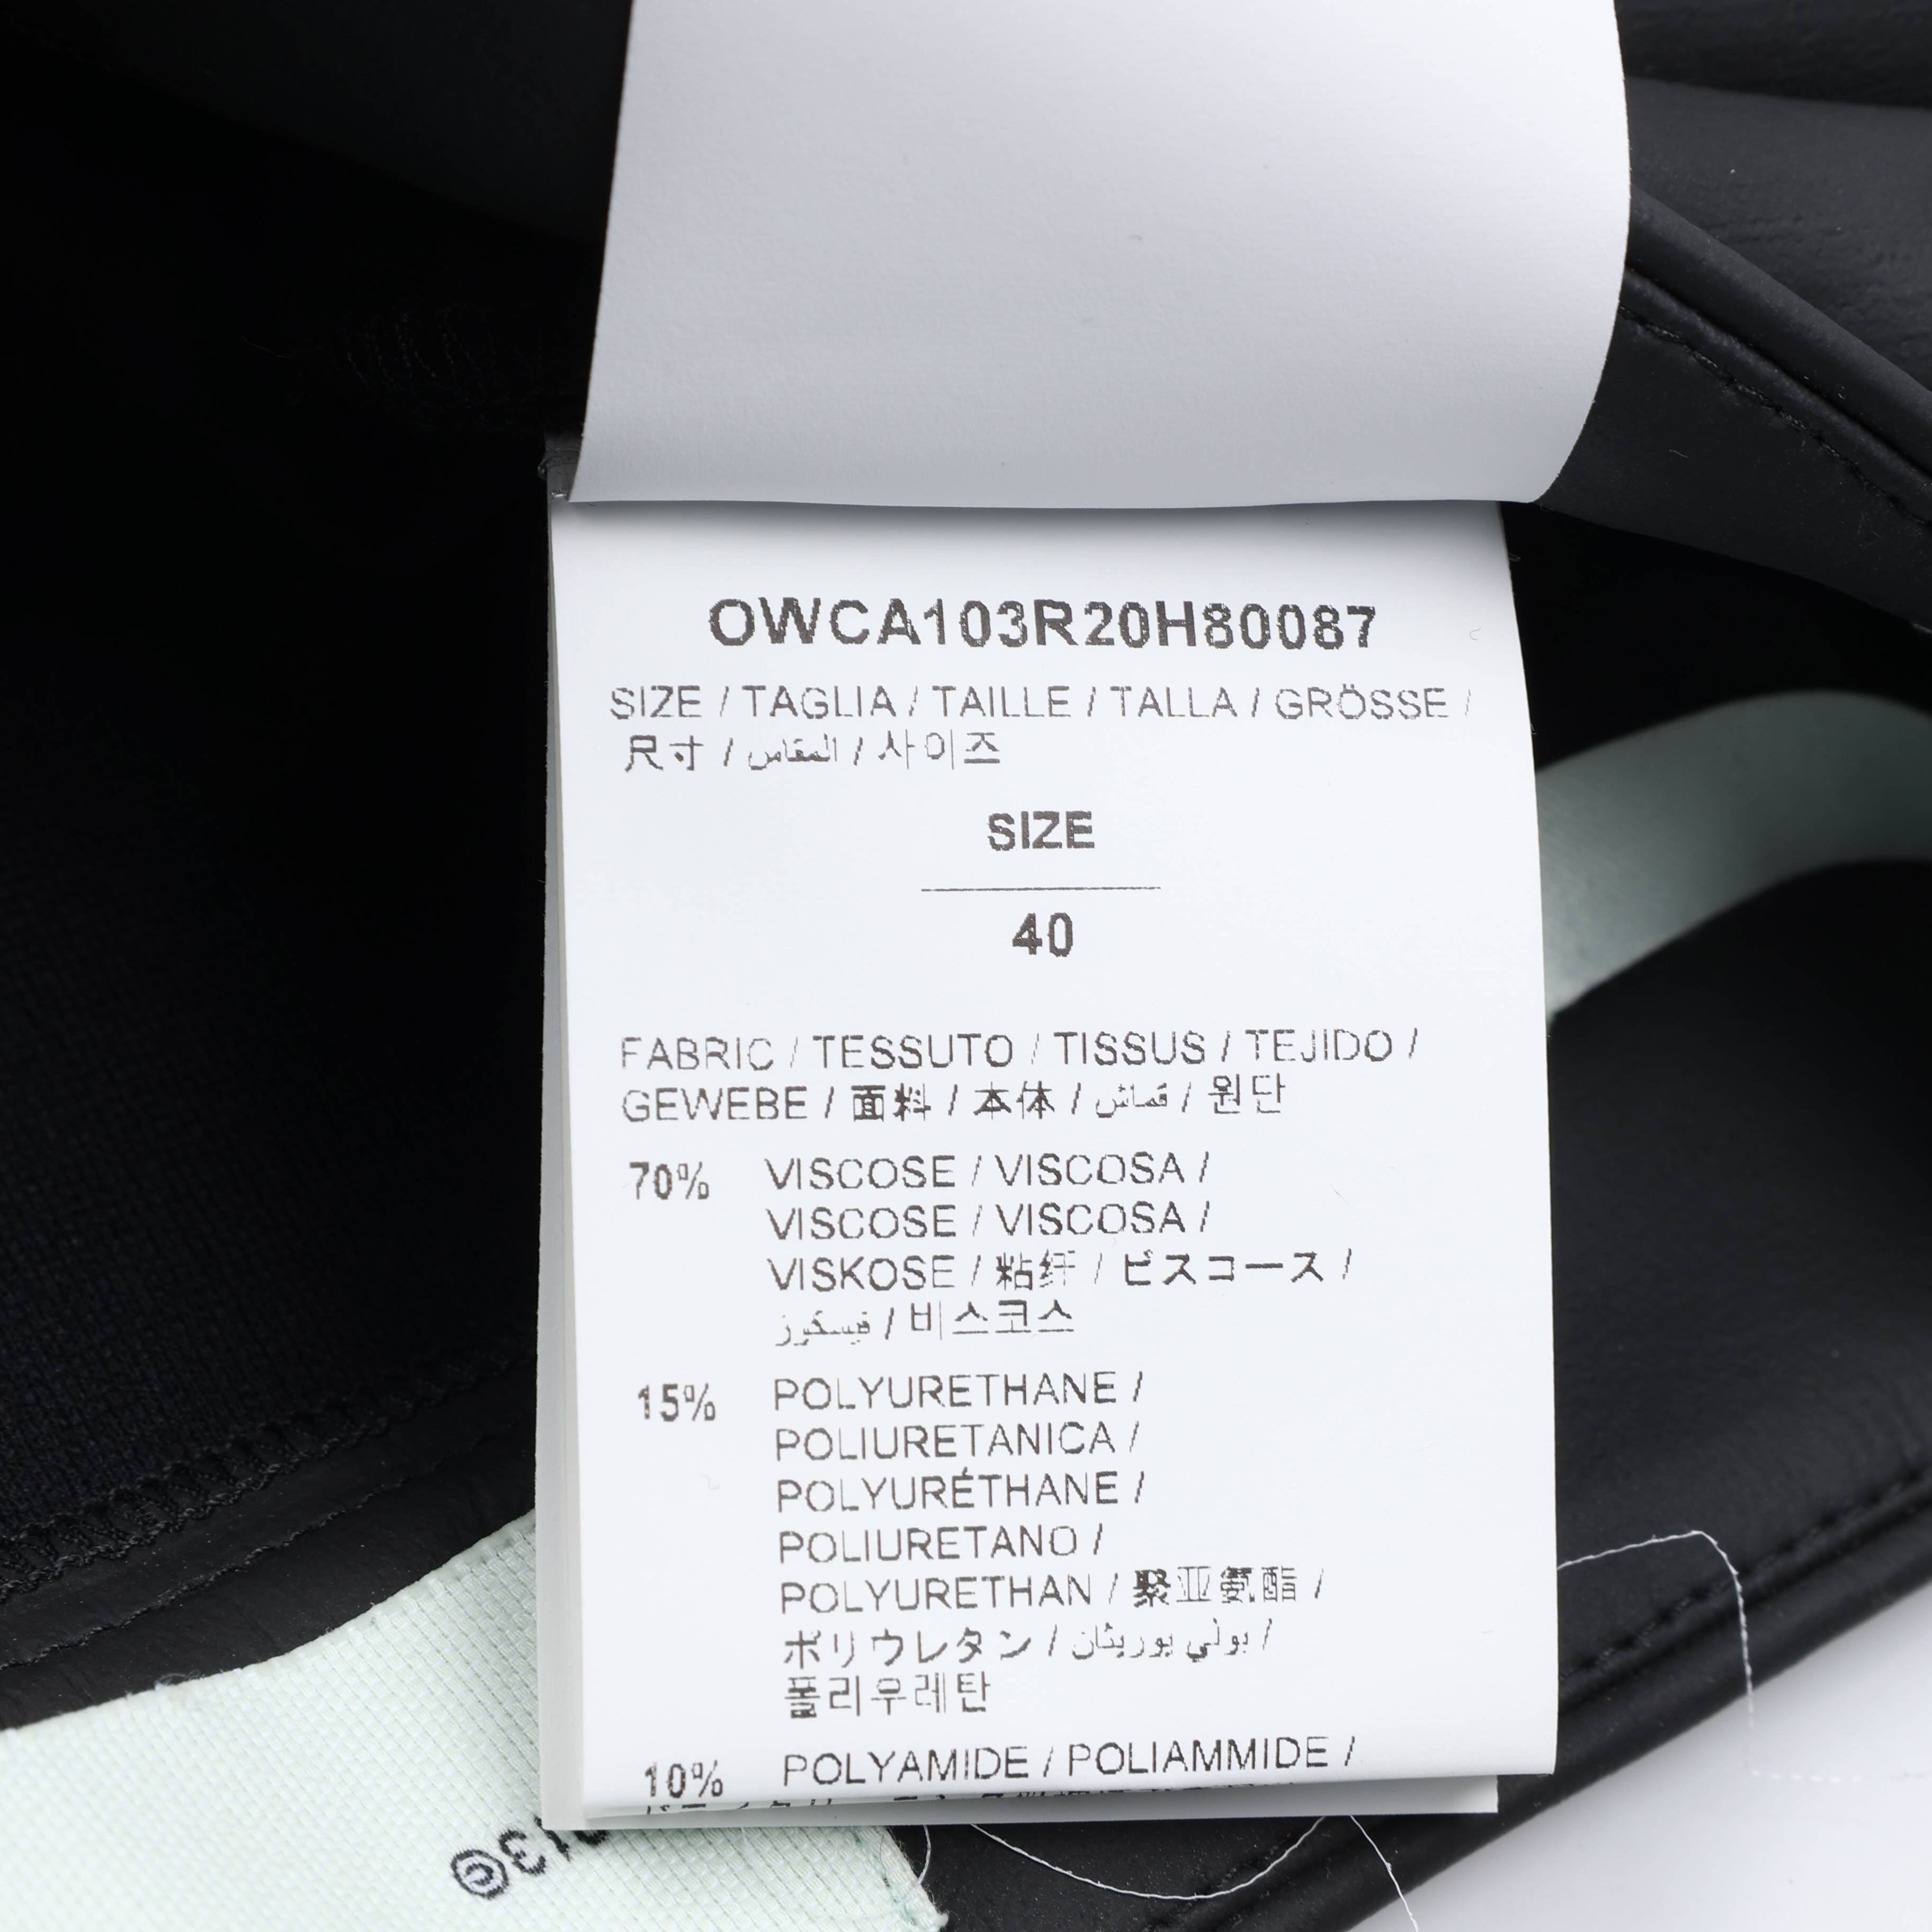 OWCA103R20H80087
SIZE / TAGLIA / TAILLE / TALLA / GRÖSSE /
尺寸 / المقاس / 사이즈
SIZE
40
FABRIC / TESSUTO / TISSUS / TEJIDO /
GEWEBE / 面料 / 本体 / قماش / 원단
70% VISCOSE / VISCOSA /
VISCOSE / VISCOSA /
VISKOSE / 粘纤 / ビスコース /
فيسكوز / 비스코스
15% POLYURETHANE /
POLIURETANICA /
POLYURÉTHANE /
POLIURETANO /
POLYURETHAN / 聚亚氨酯 /
ポリウレタン / بولي يوريثان /
폴리우레탄
10% POLYAMIDE / POLIAMMIDE /